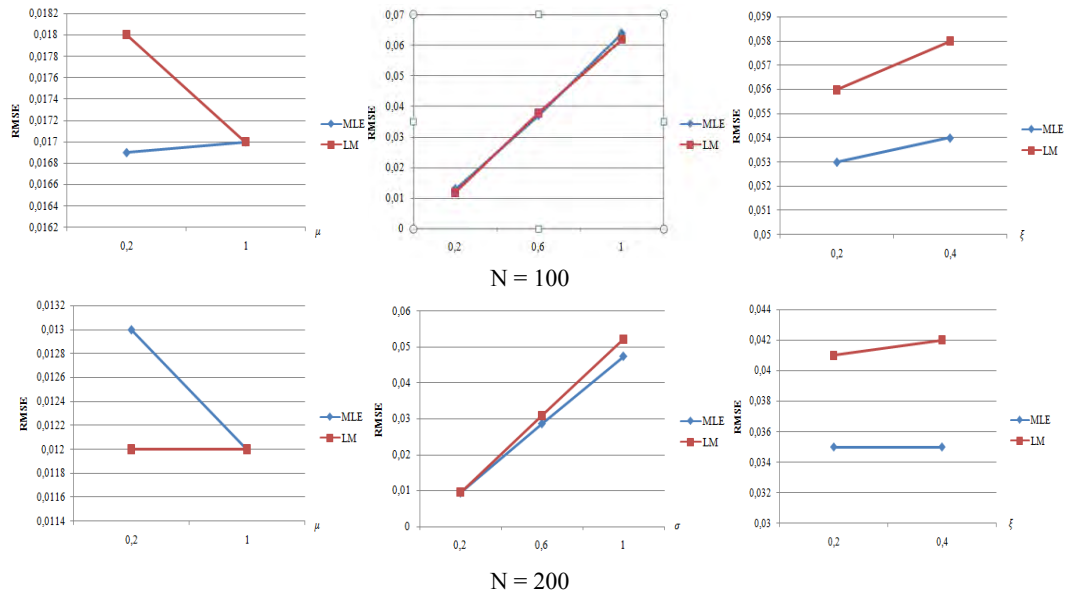 RMSE
0,0182
0,018
0,0178
0,0176
0,0174
0,0172
0,017
0,0168
0,0166
0,0164
0,0162
0,2
1
μ
MLE
LM
RMSE
0,07
0,06
0,05
0,04
0,03
0,02
0,01
0
0,2
0,6
1
MLE
LM
RMSE
0,059
0,058
0,057
0,056
0,055
0,054
0,053
0,052
0,051
0,05
0,2
0,4
ξ
MLE
LM
N = 100
RMSE
0,0132
0,013
0,0128
0,0126
0,0124
0,0122
0,012
0,0118
0,0116
0,0114
0,2
1
μ
MLE
LM
RMSE
0,06
0,05
0,04
0,03
0,02
0,01
0
0,2
0,6
1
σ
MLE
LM
RMSE
0,044
0,042
0,04
0,038
0,036
0,034
0,032
0,03
0,2
0,4
ξ
MLE
LM
N = 200